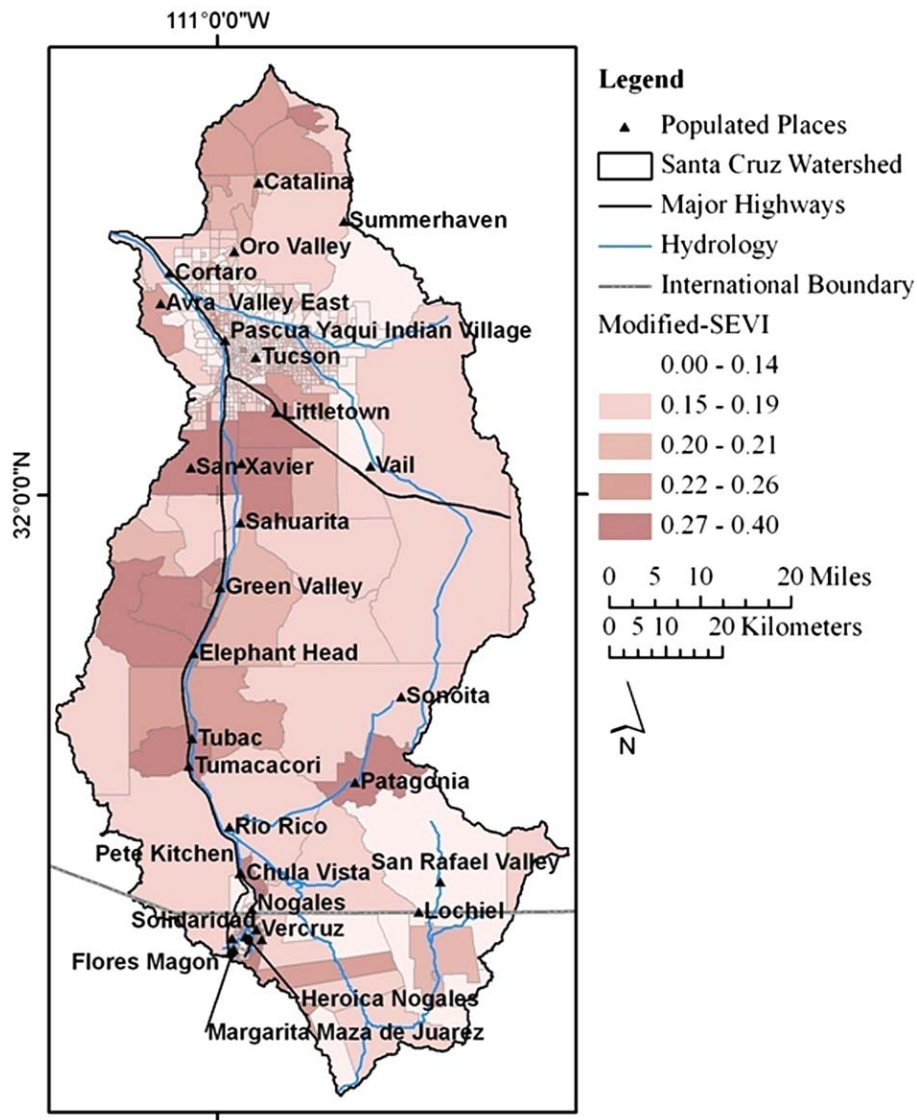 111°0'0"W
32°0'0"N
Catalina
Summerhaven
Oro Valley
Cortaro
Avra Valley East
Pascua Yaqui Indian Village
Tucson
Littletown
San Xavier
Vail
Sahuarita
Green Valley
Elephant Head
Sonoita
Tubac
Tumacacori
Patagonia
Rio Rico
Pete Kitchen
San Rafael Valley
Chula Vista
Nogales
Lochiel
Solidaridad
Vercruz
Flores Magon
Heroica Nogales
Margarita Maza de Juarez
Legend
Populated Places
Santa Cruz Watershed
Major Highways
Hydrology
International Boundary
Modified-SEVI
0.00 - 0.14
0.15 - 0.19
0.20 - 0.21
0.22 - 0.26
0.27 - 0.40
0 5 10 20 Miles
0 5 10 20 Kilometers
N